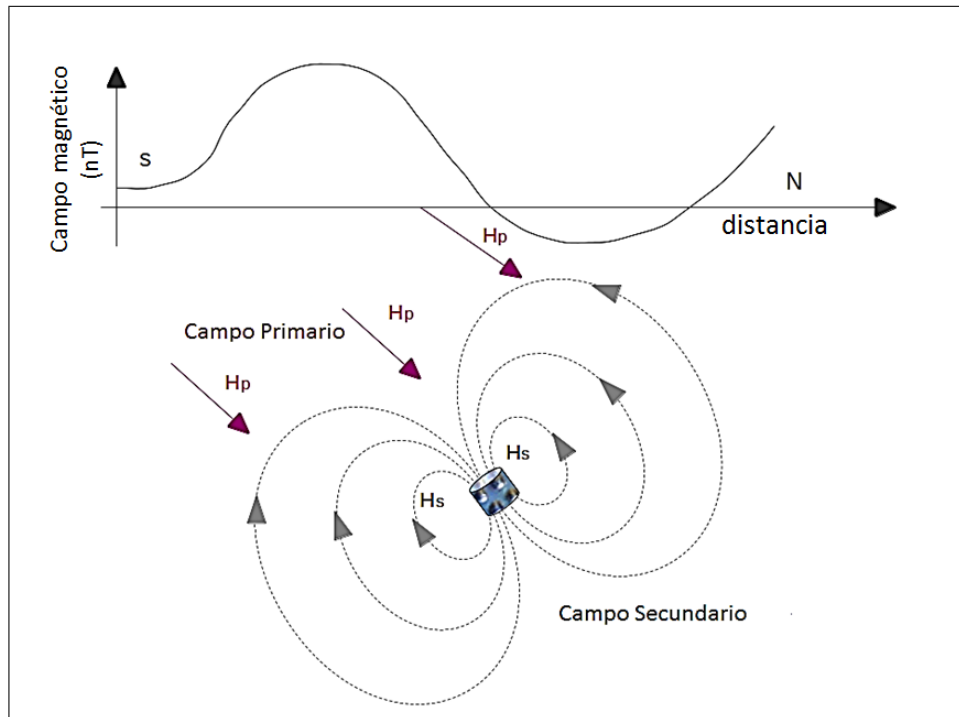 Campo magnético
(nT)
s
N
distancia
Hp
Hp
Campo Primario
Hp
Hs
Hs
Campo Secundario